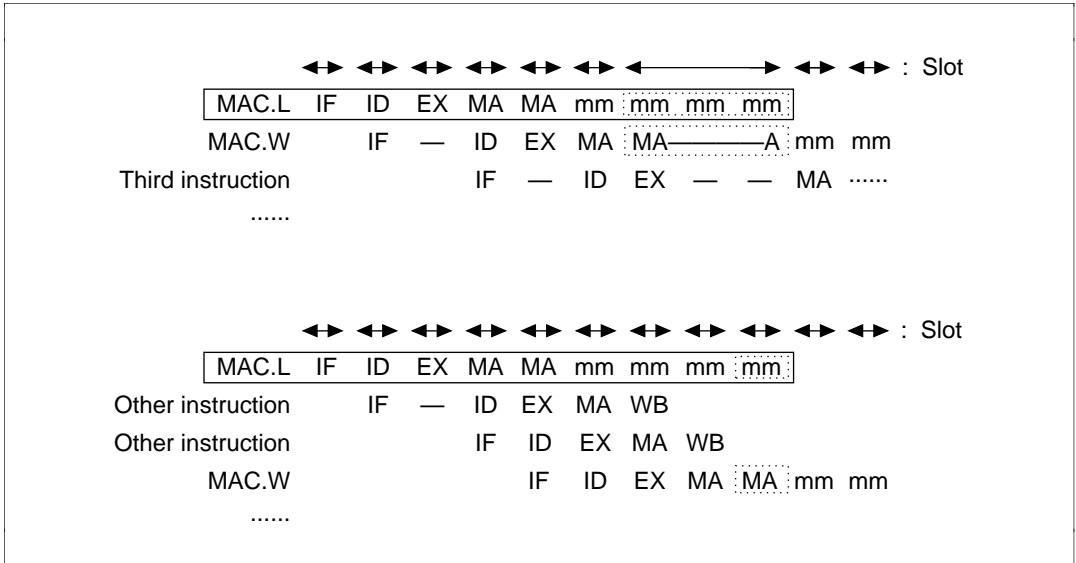 : Slot
MAC.L IF ID EX MA MA mm mm mm mm
MAC.W IF — ID EX MA MA————A mm mm
Third instruction IF — ID EX — — MA ······
......
: Slot
MAC.L IF ID EX MA MA mm mm mm mm
Other instruction IF — ID EX MA WB
Other instruction IF ID EX MA WB
MAC.W IF ID EX MA MA mm mm
......